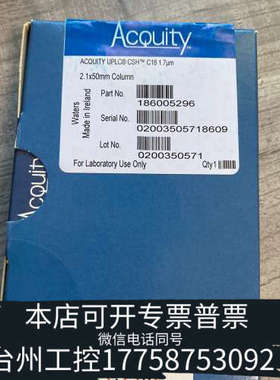 Acquity
ACQUITY UPLC® CSH™ C18 1.7µm
2.1x50mm Column
Part No.
186005296
Serial No.
02003505718609
Lot No.
0200350571
For Laboratory Use Only
Qty 1
Waters
Made in Ireland
Acquity
本店可开专票普票
微信电话同号
台州工控17758753092